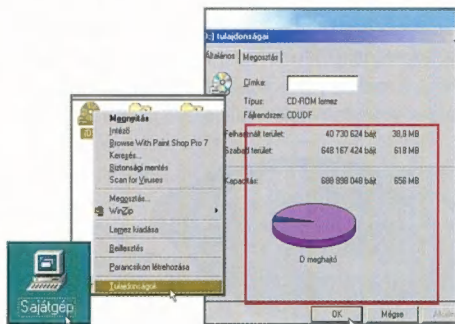 Sajátgép
Megnyitás
Intéző
Browse With Paint Shop Pro 7
Keresés...
Biztonsági mentés
Scan for Viruses
Megosztás...
WinZip
Lemez kiadása
Beillesztés
Parancsikon létrehozása
Tulajdonságok
tulajdonságai
Általános Megosztás
Címke:
Típus: CD-ROM lemez
Fájlrendszer: CDUDF
Felhasznált terület: 40 730 624 bájt 38,8 MB
Szabad terület: 648 167 424 bájt 618 MB
Kapacitás: 688 898 048 bájt 656 MB
D meghajtó
OK Mégse